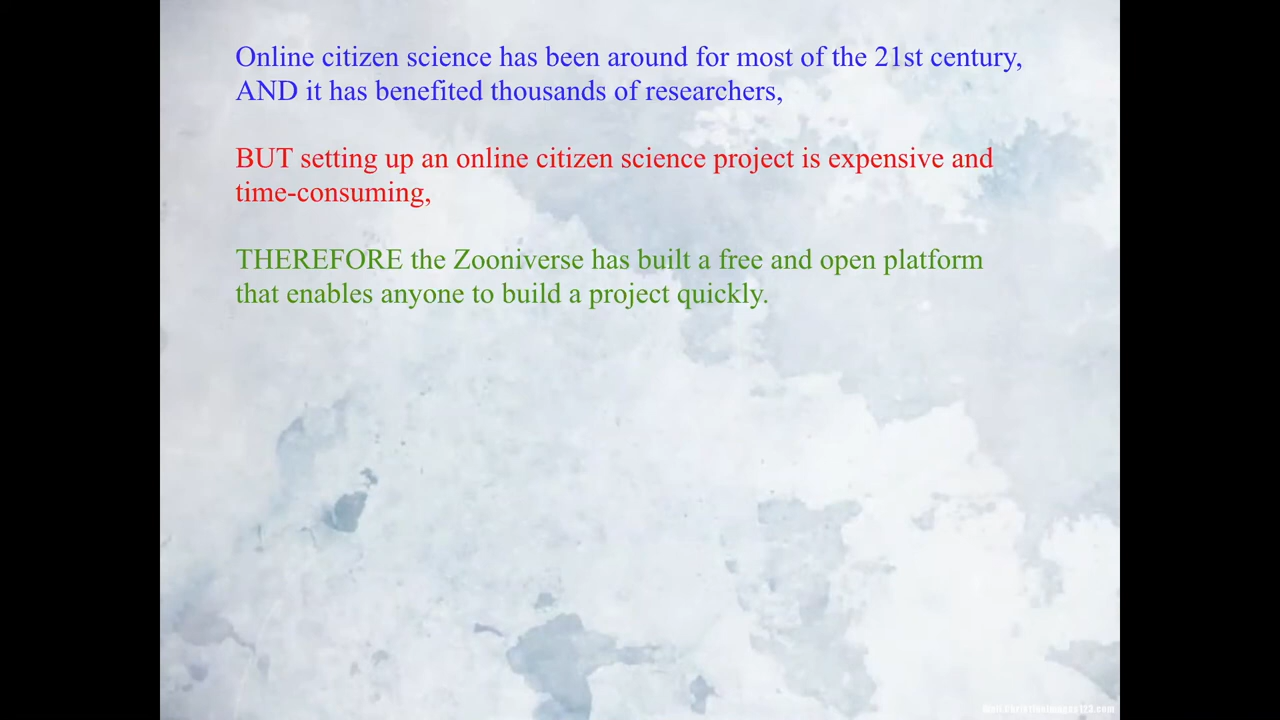 Online citizen science has been around for most of the 21st century,
AND it has benefited thousands of researchers,
BUT setting up an online citizen science project is expensive and
time-consuming,
THEREFORE the Zooniverse has built a free and open platform
that enables anyone to build a project quickly.